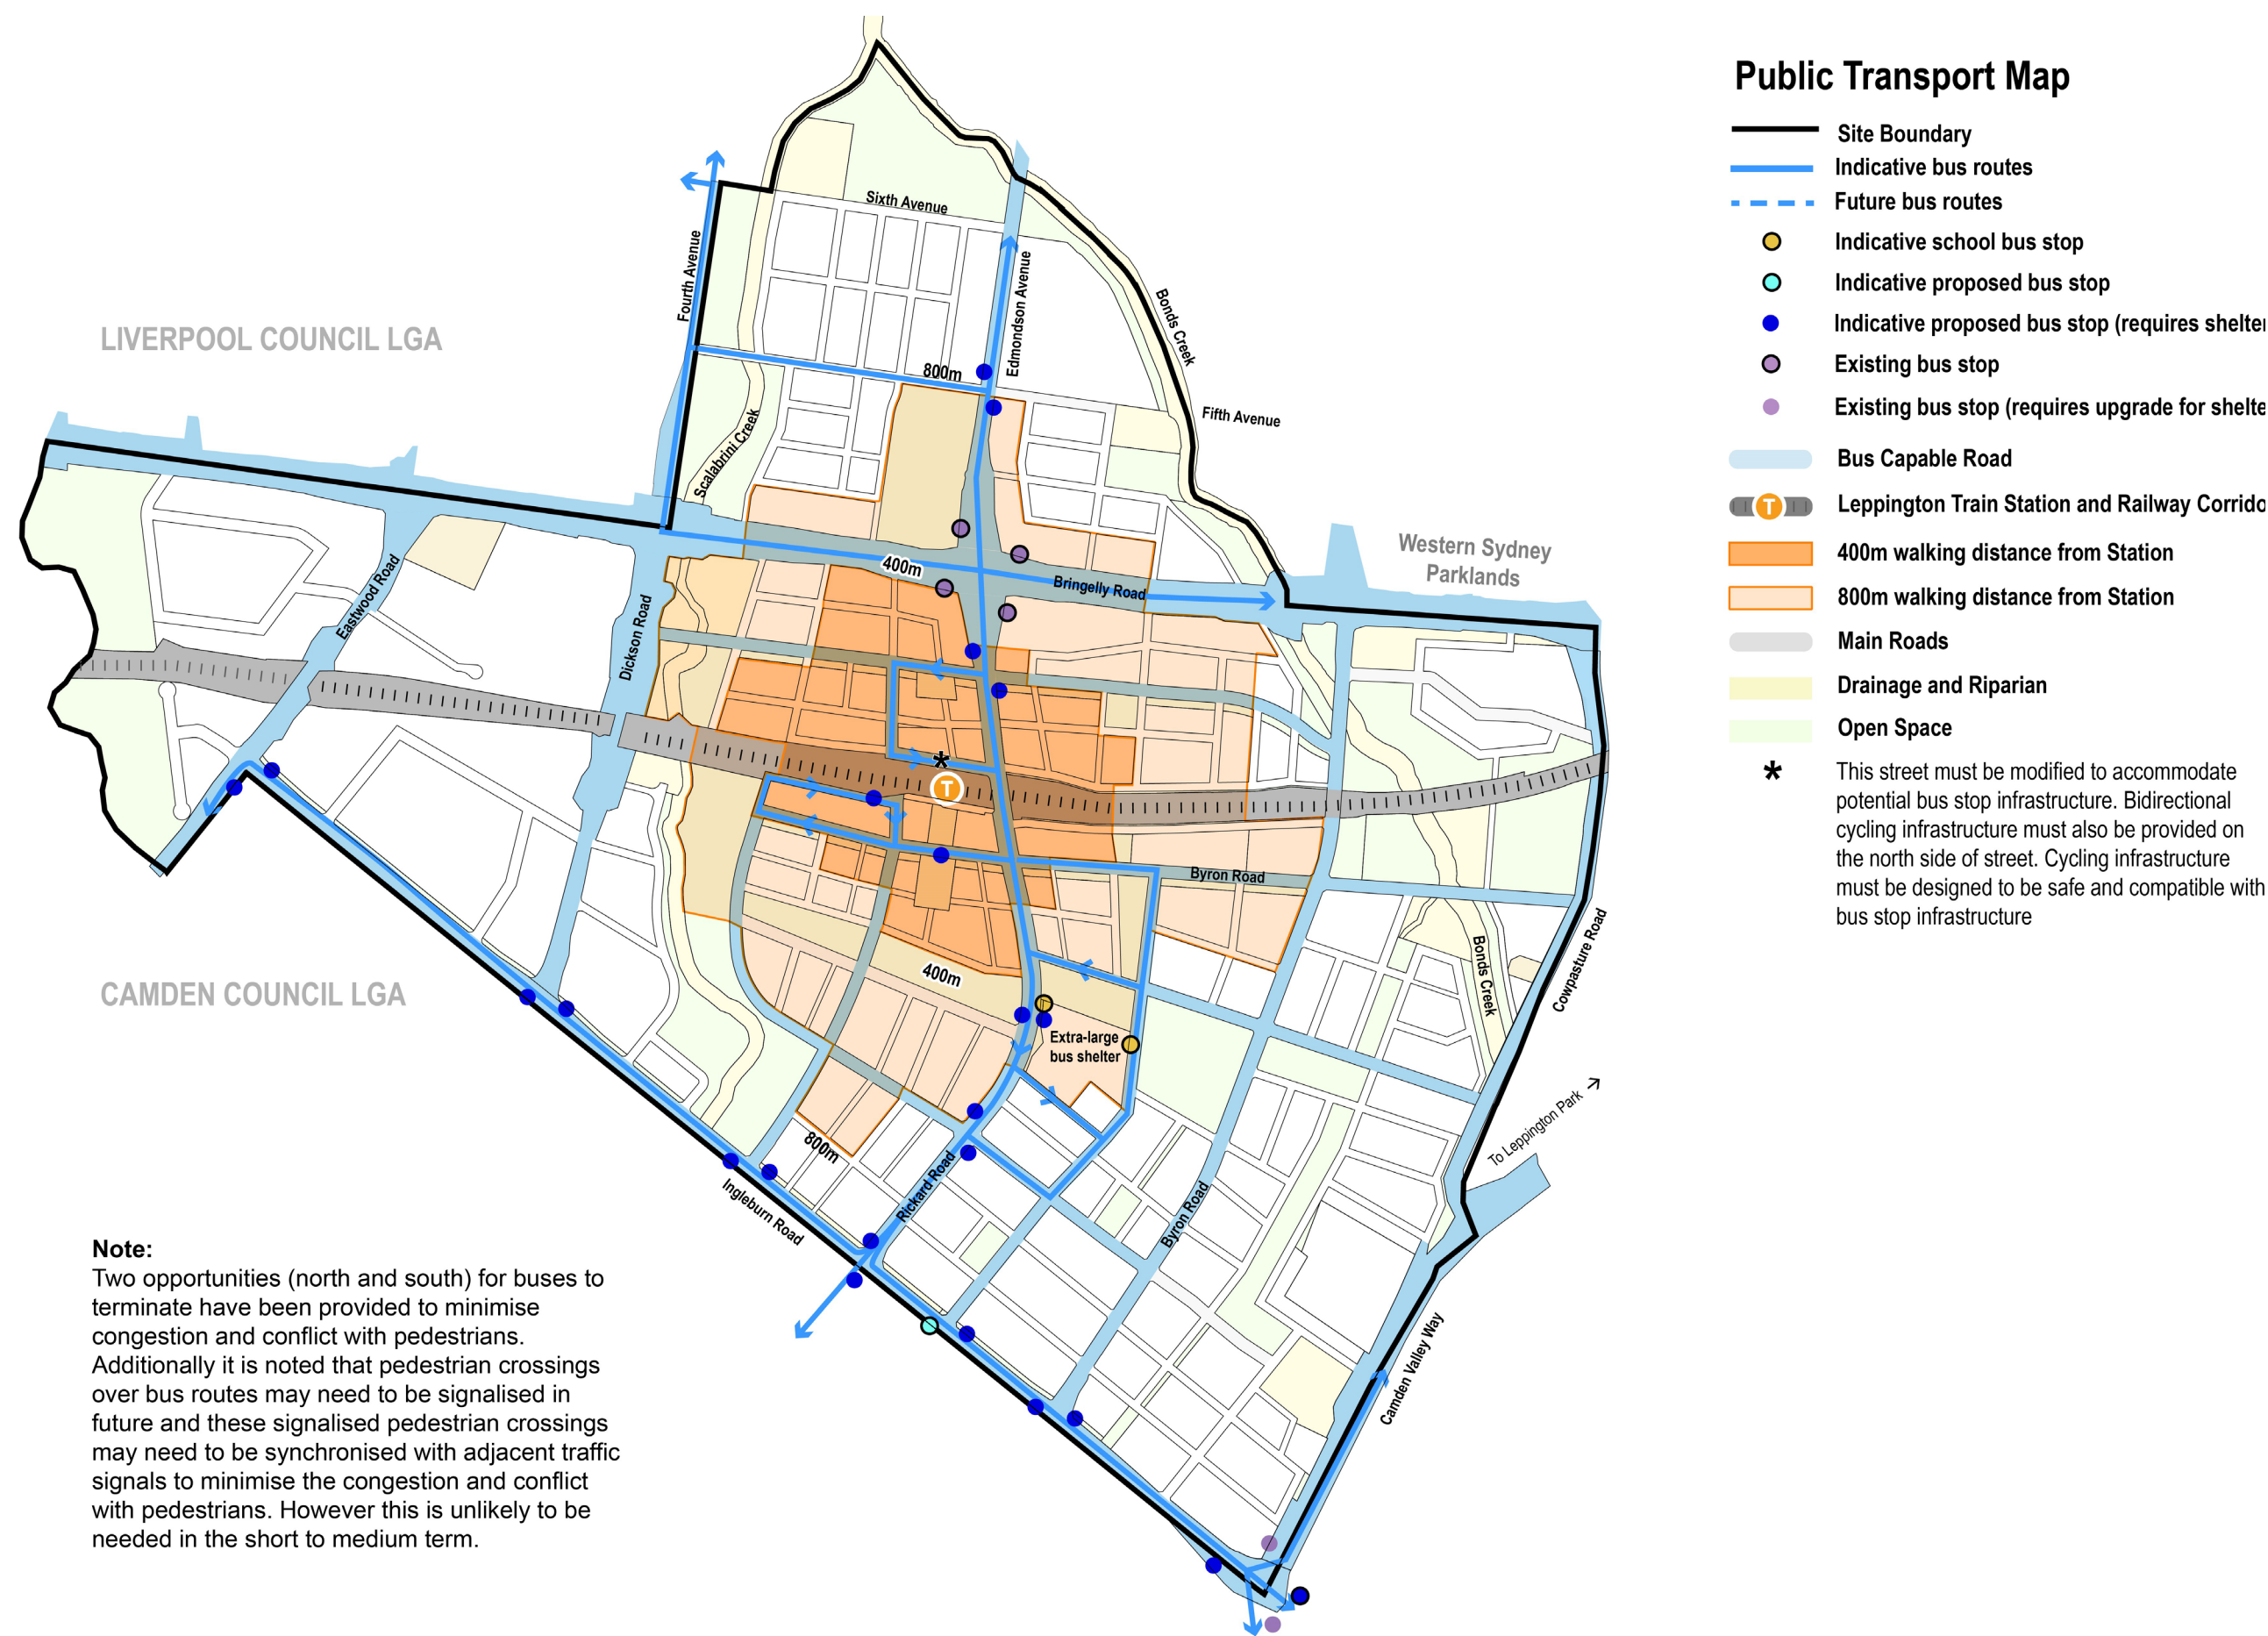 Public Transport Map
Site Boundary
Indicative bus routes
Future bus routes
Indicative school bus stop
Indicative proposed bus stop
Indicative proposed bus stop (requires shelter
Existing bus stop
Existing bus stop (requires upgrade for shelte
Bus Capable Road
T
Leppington Train Station and Railway Corrido
400m walking distance from Station
800m walking distance from Station
Main Roads
Drainage and Riparian
Open Space
* This street must be modified to accommodate
potential bus stop infrastructure. Bidirectional
cycling infrastructure must also be provided on
the north side of street. Cycling infrastructure
must be designed to be safe and compatible with
bus stop infrastructure
Sixth Avenue
Fourth Avenue
Edmondson Avenue
Bonds Creek
LIVERPOOL COUNCIL LGA
800m
Fifth Avenue
Scalabrini Creek
Western Sydney
Parklands
400m
Bringelly Road
Eastwood Road
Dickson Road
*
T
Byron Road
Cowpasture Road
Bonds Creek
400m
CAMDEN COUNCIL LGA
Extra-large
bus shelter
To Leppington Park
800m
Rickard Road
Ingleburn Road
Byron Road
Camden Valley Way
Note:
Two opportunities (north and south) for buses to
terminate have been provided to minimise
congestion and conflict with pedestrians.
Additionally it is noted that pedestrian crossings
over bus routes may need to be signalised in
future and these signalised pedestrian crossings
may need to be synchronised with adjacent traffic
signals to minimise the congestion and conflict
with pedestrians. However this is unlikely to be
needed in the short to medium term.